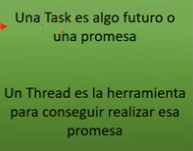 Una Task es algo futuro o
una promesa
Un Thread es la herramienta
para conseguir realizar esa
promesa